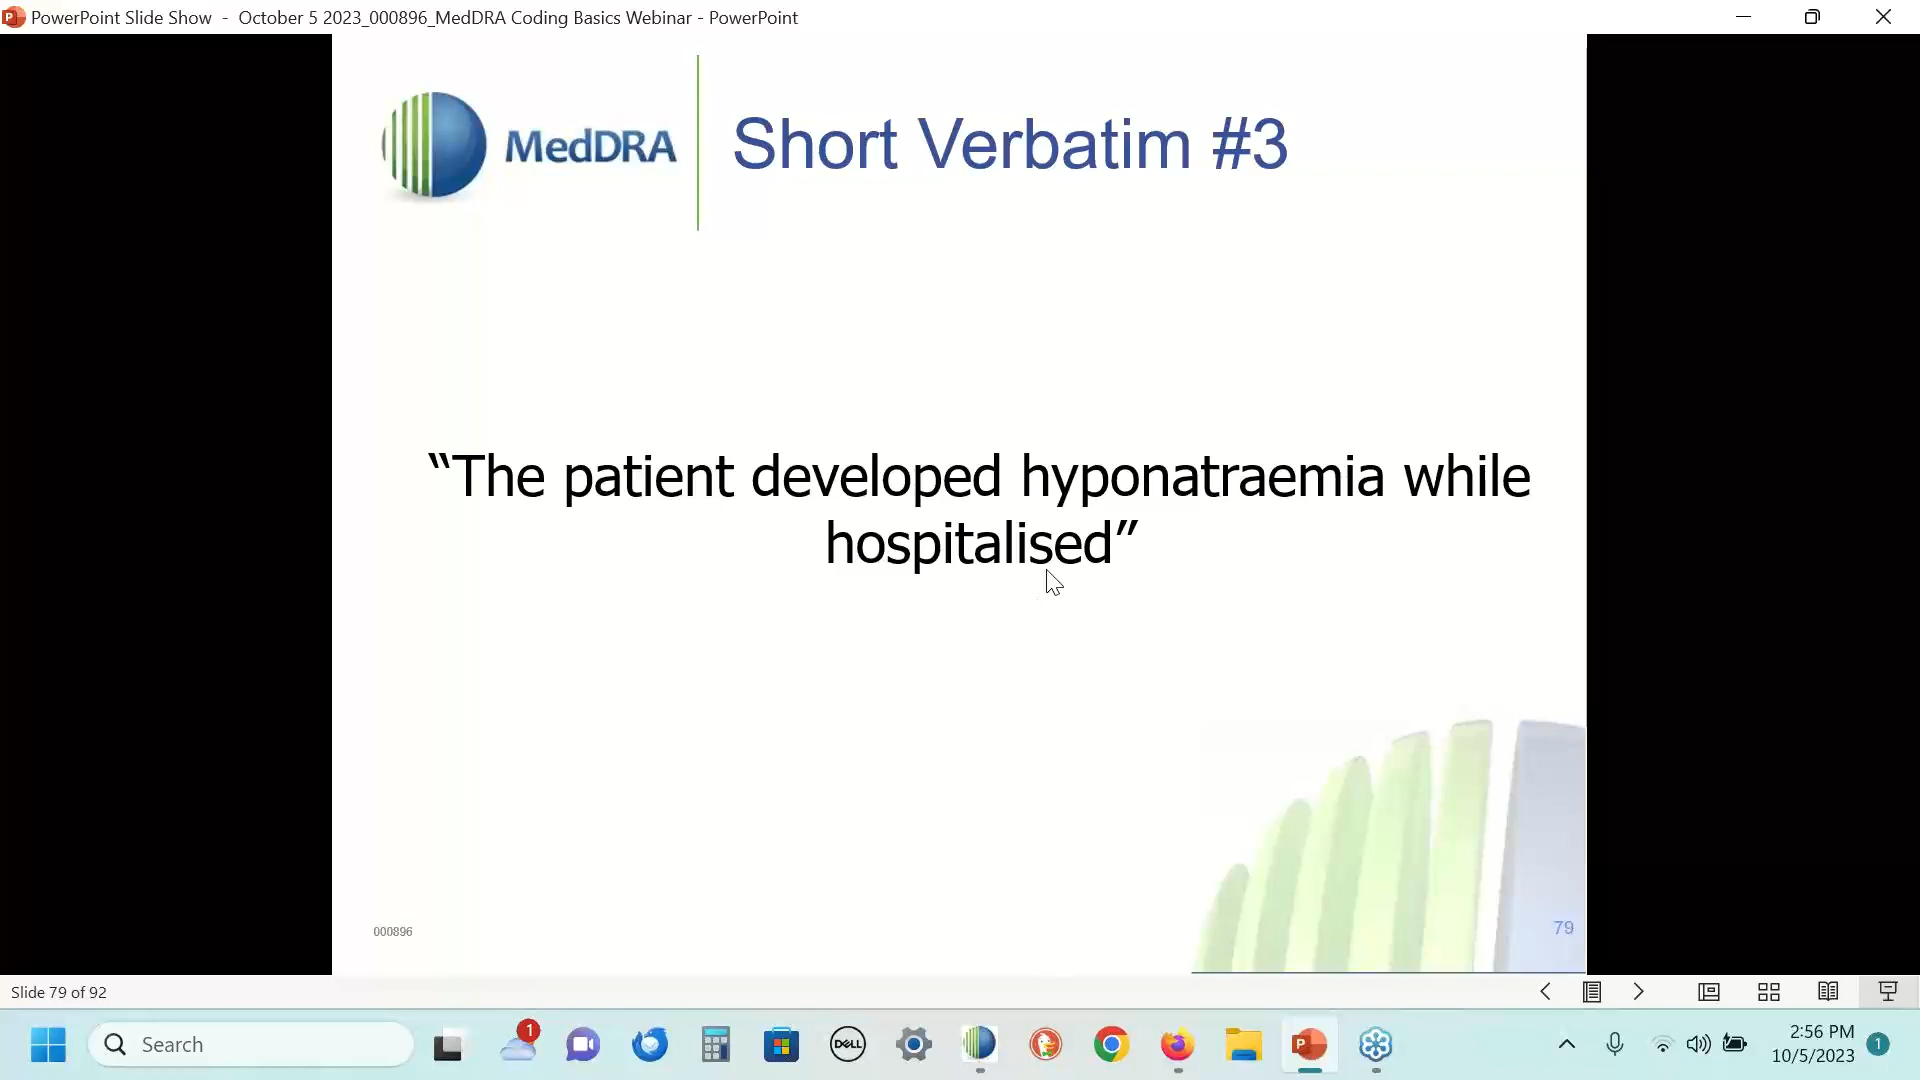 PowerPoint Slide Show - October 5 2023_000896_MedDRA Coding Basics Webinar - PowerPoint
MedDRA
Short Verbatim #3
“The patient developed hyponatraemia while
hospitalised”
000896
79
Slide 79 of 92
Search
1
DELL
2:56 PM
10/5/2023
1